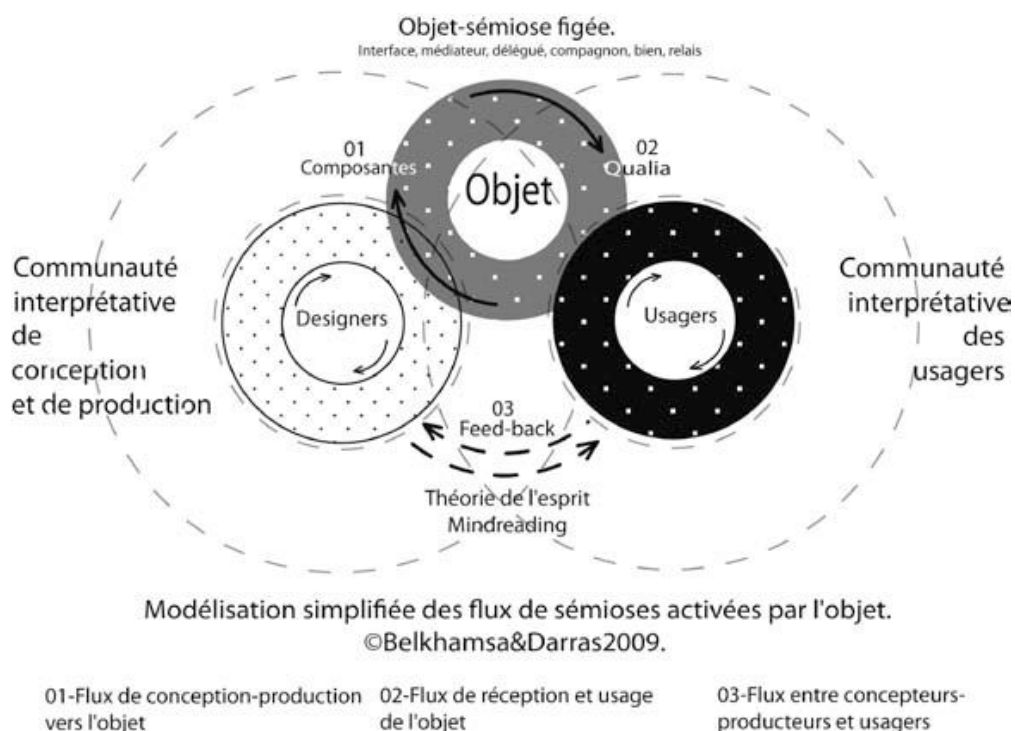 Objet-sémiose figée.
Interface, médiateur, délégué, compagnon, bien, relais
01
Composantes
02
Qualia
Objet
Communauté
interprétative
de
conception
et de production
Designers
Usagers
Communauté
interprétative
des
usagers
03
Feed-back
Théorie de l'esprit
Mindreading
Modélisation simplifiée des flux de sémioses activées par l'objet.
©Belkhamsa&Darras2009.
01-Flux de conception-production
vers l'objet
02-Flux de réception et usage
de l'objet
03-Flux entre concepteurs-
producteurs et usagers